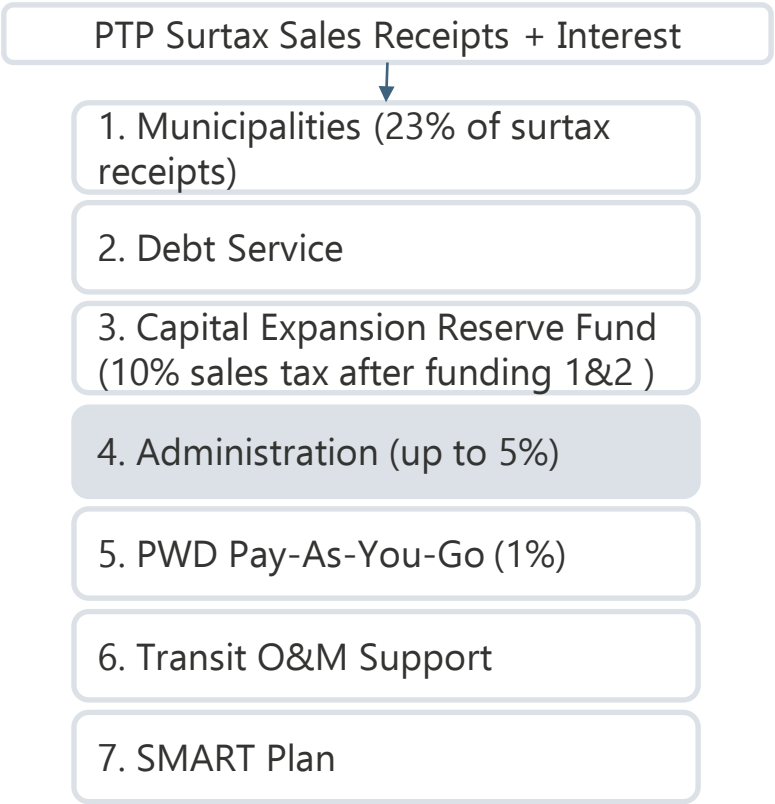 PTP Surtax Sales Receipts + Interest
1. Municipalities (23% of surtax
receipts)
2. Debt Service
3. Capital Expansion Reserve Fund
(10% sales tax after funding 1&2 )
4. Administration (up to 5%)
5. PWD Pay-As-You-Go (1%)
6. Transit O&M Support
7. SMART Plan